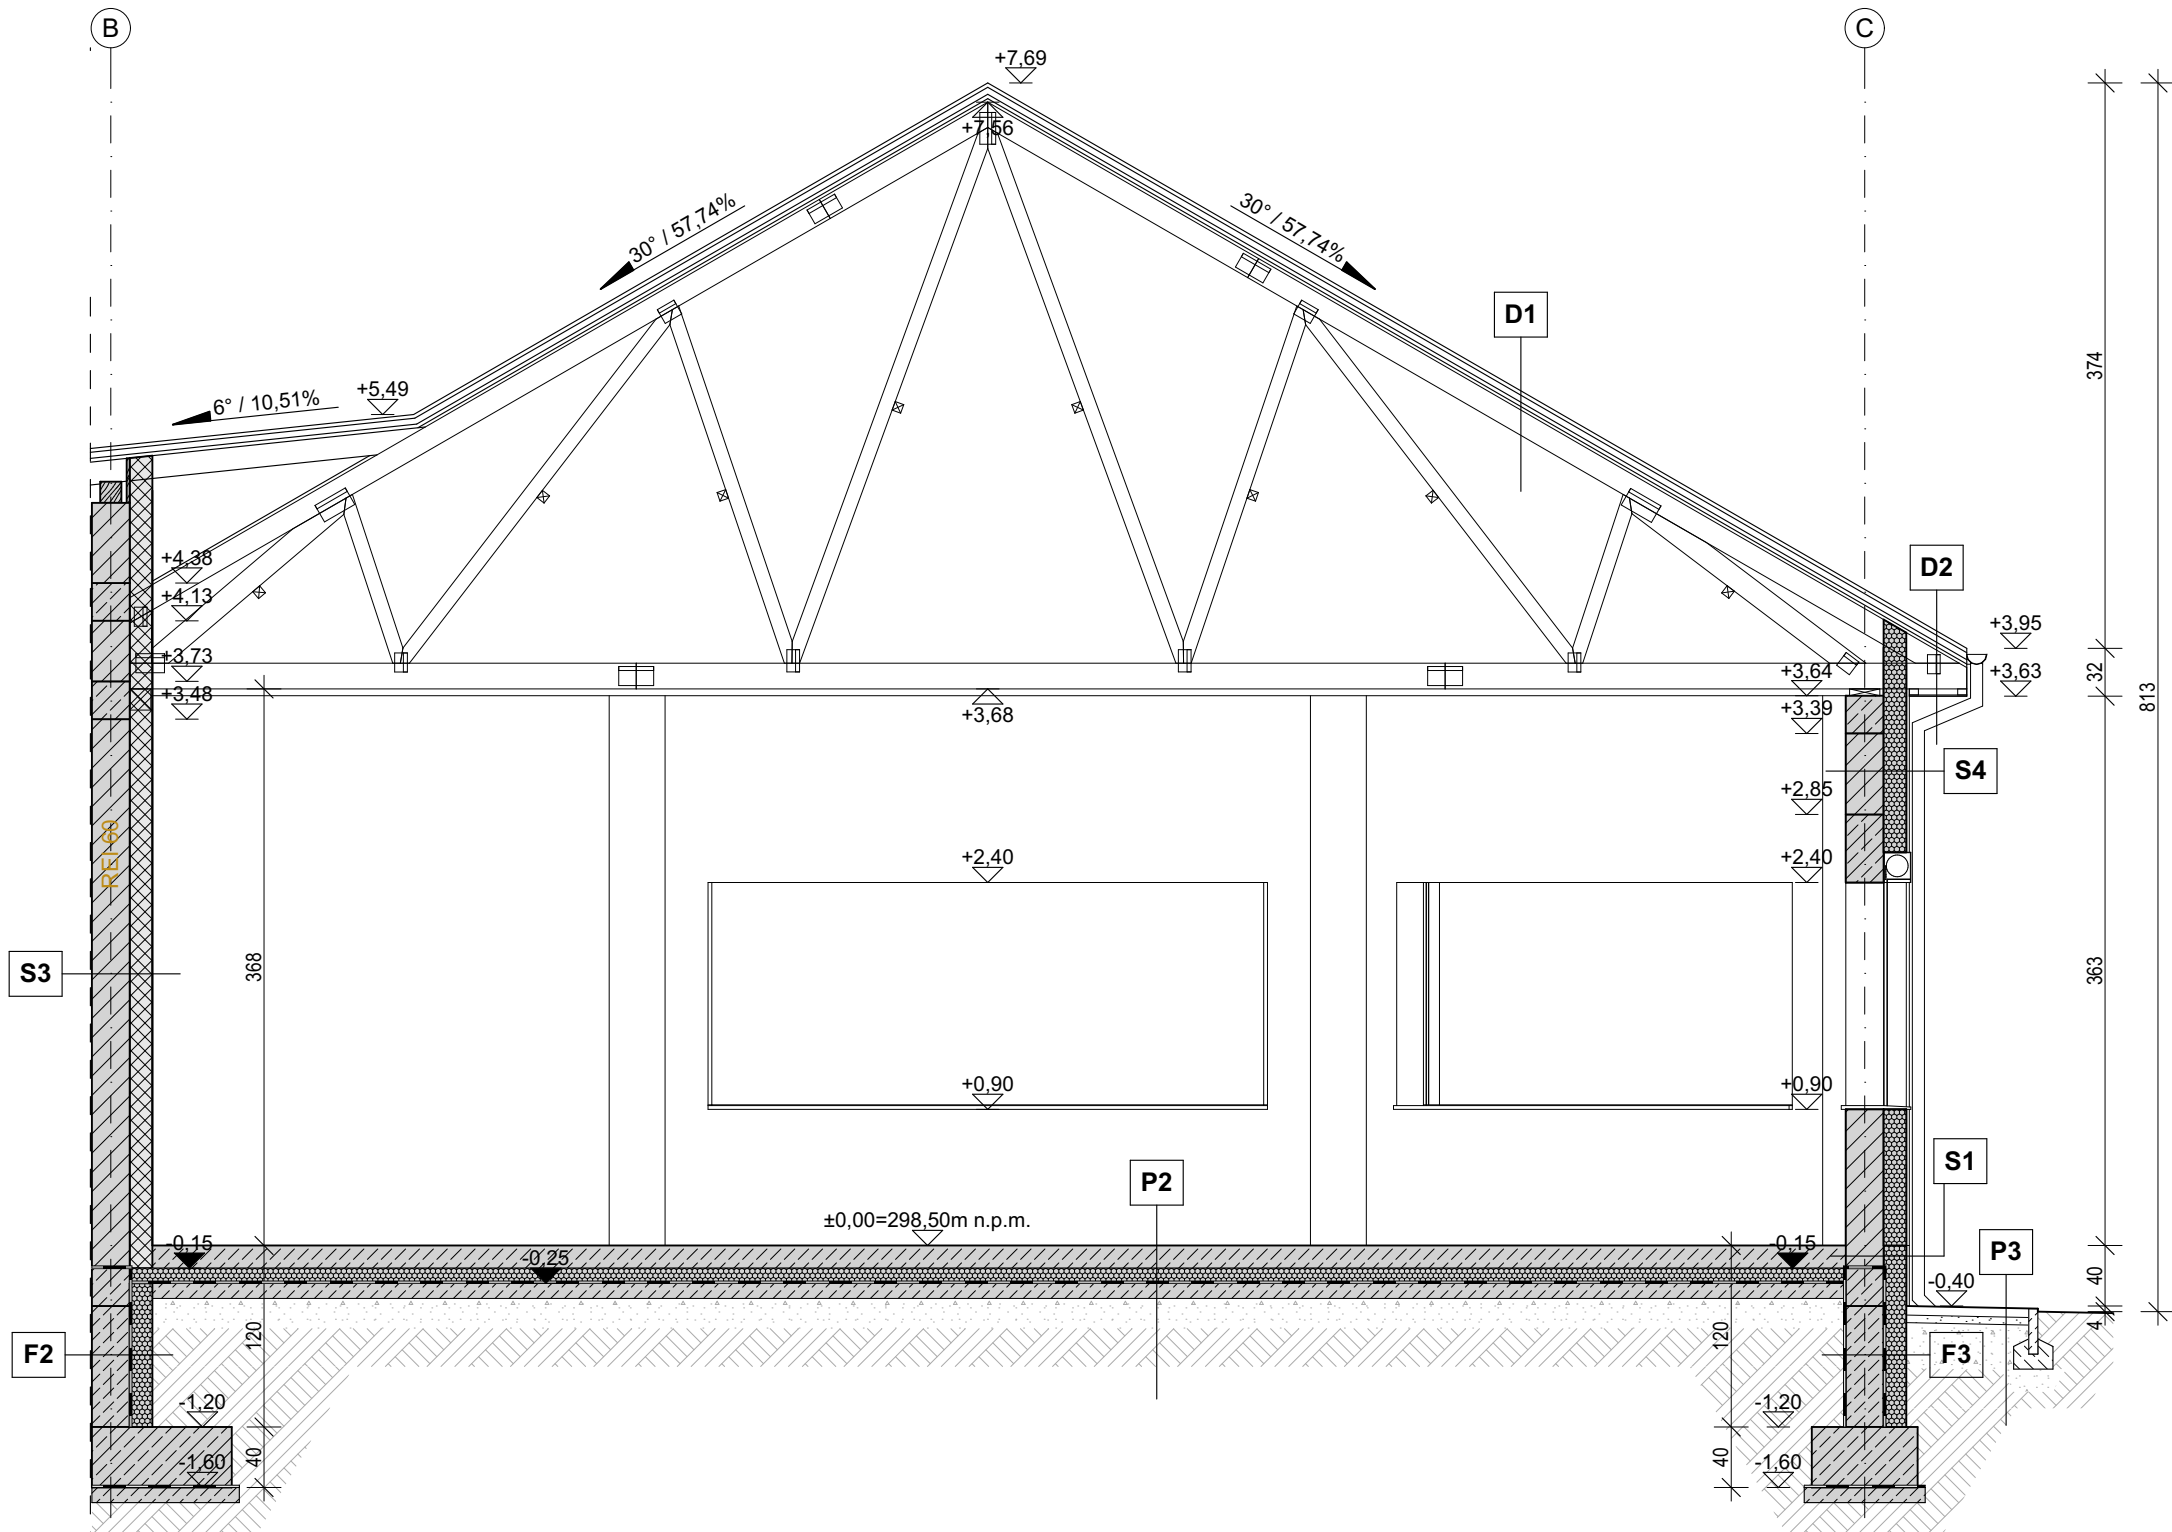 B
C
+7,69
+7,56
30° / 57,74%
30° / 57,74%
D1
374
6° / 10,51%
+5,49
+4,38
+4,13
+3,73
+3,48
D2
+3,95
+3,63
32
813
+3,64
+3,39
+3,68
S4
+2,85
REI 60
+2,40
+2,40
S3
368
363
+0,90
+0,90
S1
P2
±0,00=298,50m n.p.m.
-0,15
-0,25
-0,15
P3
-0,40
40
4
F2
120
120
F3
-1,20
-1,20
40
40
-1,60
-1,60